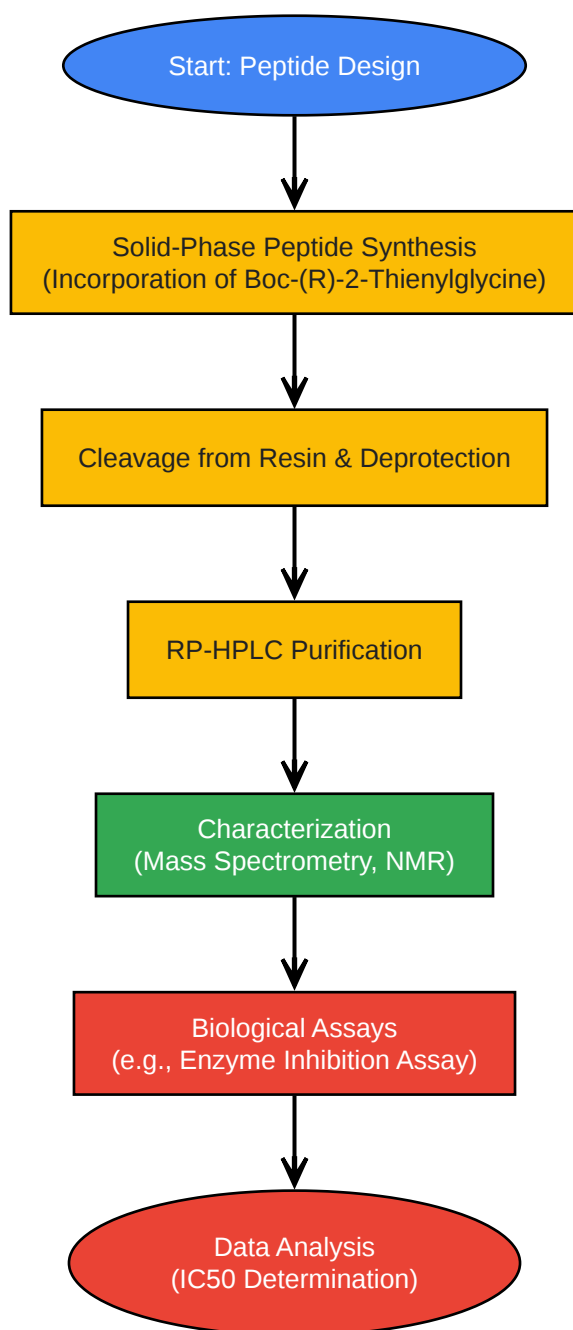 Start: Peptide Design
Solid-Phase Peptide Synthesis
(Incorporation of Boc-(R)-2-Thienylglycine)
Cleavage from Resin & Deprotection
RP-HPLC Purification
Characterization
(Mass Spectrometry, NMR)
Biological Assays
(e.g., Enzyme Inhibition Assay)
Data Analysis
(IC50 Determination)